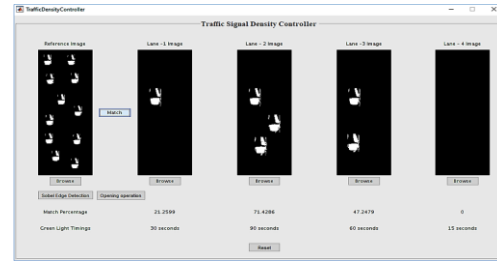 TrafficDensityController
Traffic Signal Density Controller
Reference Image Lane -1 Image Lane - 2 Image Lane -3 Image Lane - 4 Image
Match
Browse Browse Browse Browse Browse
Sobel Edge Detection Opening operation
Match Percentage 21.2599 71.4286 47.2479 0
Green Light Timings 30 seconds 90 seconds 60 seconds 15 seconds
Reset